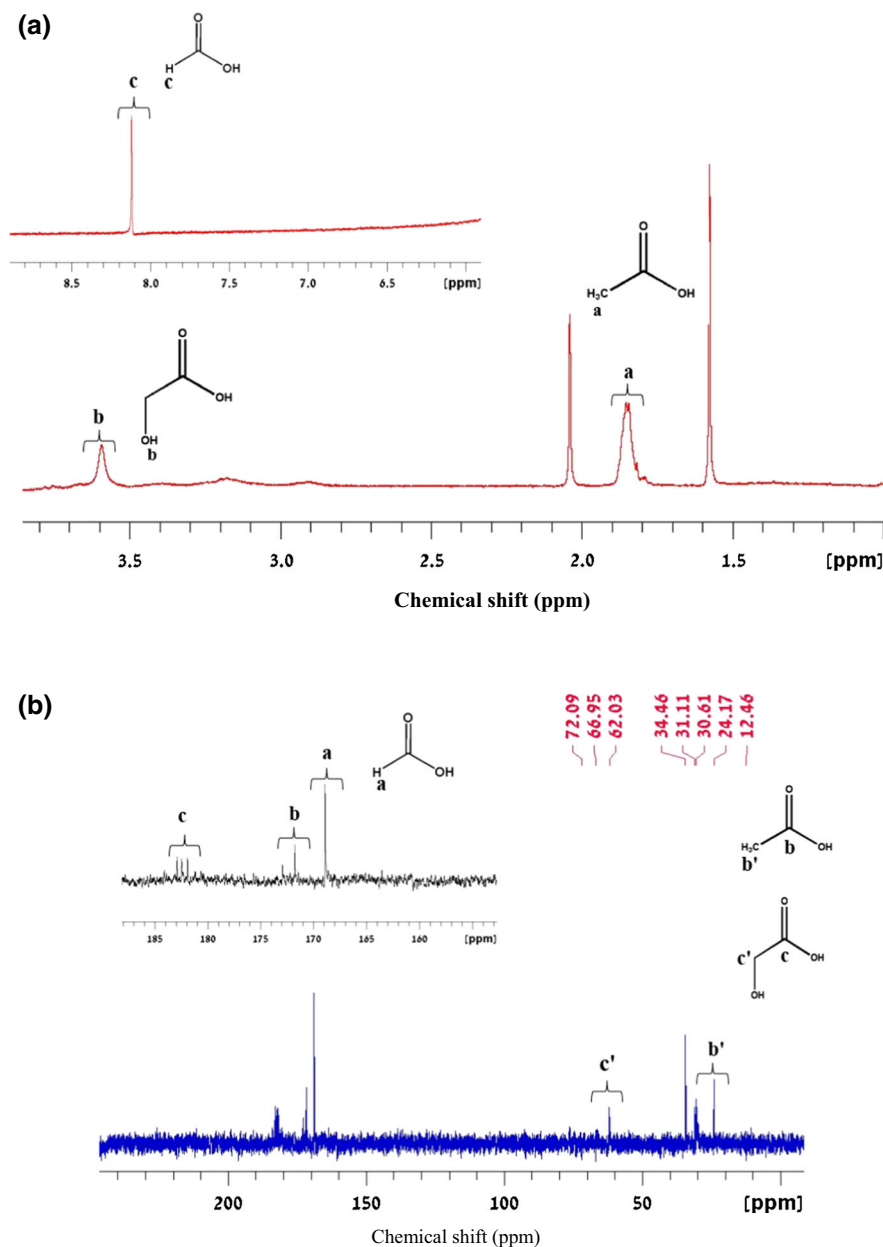 (a)
O
H
OH
c
c
8.5 8.0 7.5 7.0 6.5 [ppm]
O
H₃C
OH
a
a
O
OH
OH
b
b
3.5 3.0 2.5 2.0 1.5 [ppm]
Chemical shift (ppm)
(b)
72.09
66.95
62.03
34.46
31.11
30.61
24.17
12.46
O
H
OH
a
a
b
c
185 180 175 170 165 160 [ppm]
O
H₃C
OH
b'
b
O
c'
c
OH
OH
c'
b'
200 150 100 50 [ppm]
Chemical shift (ppm)